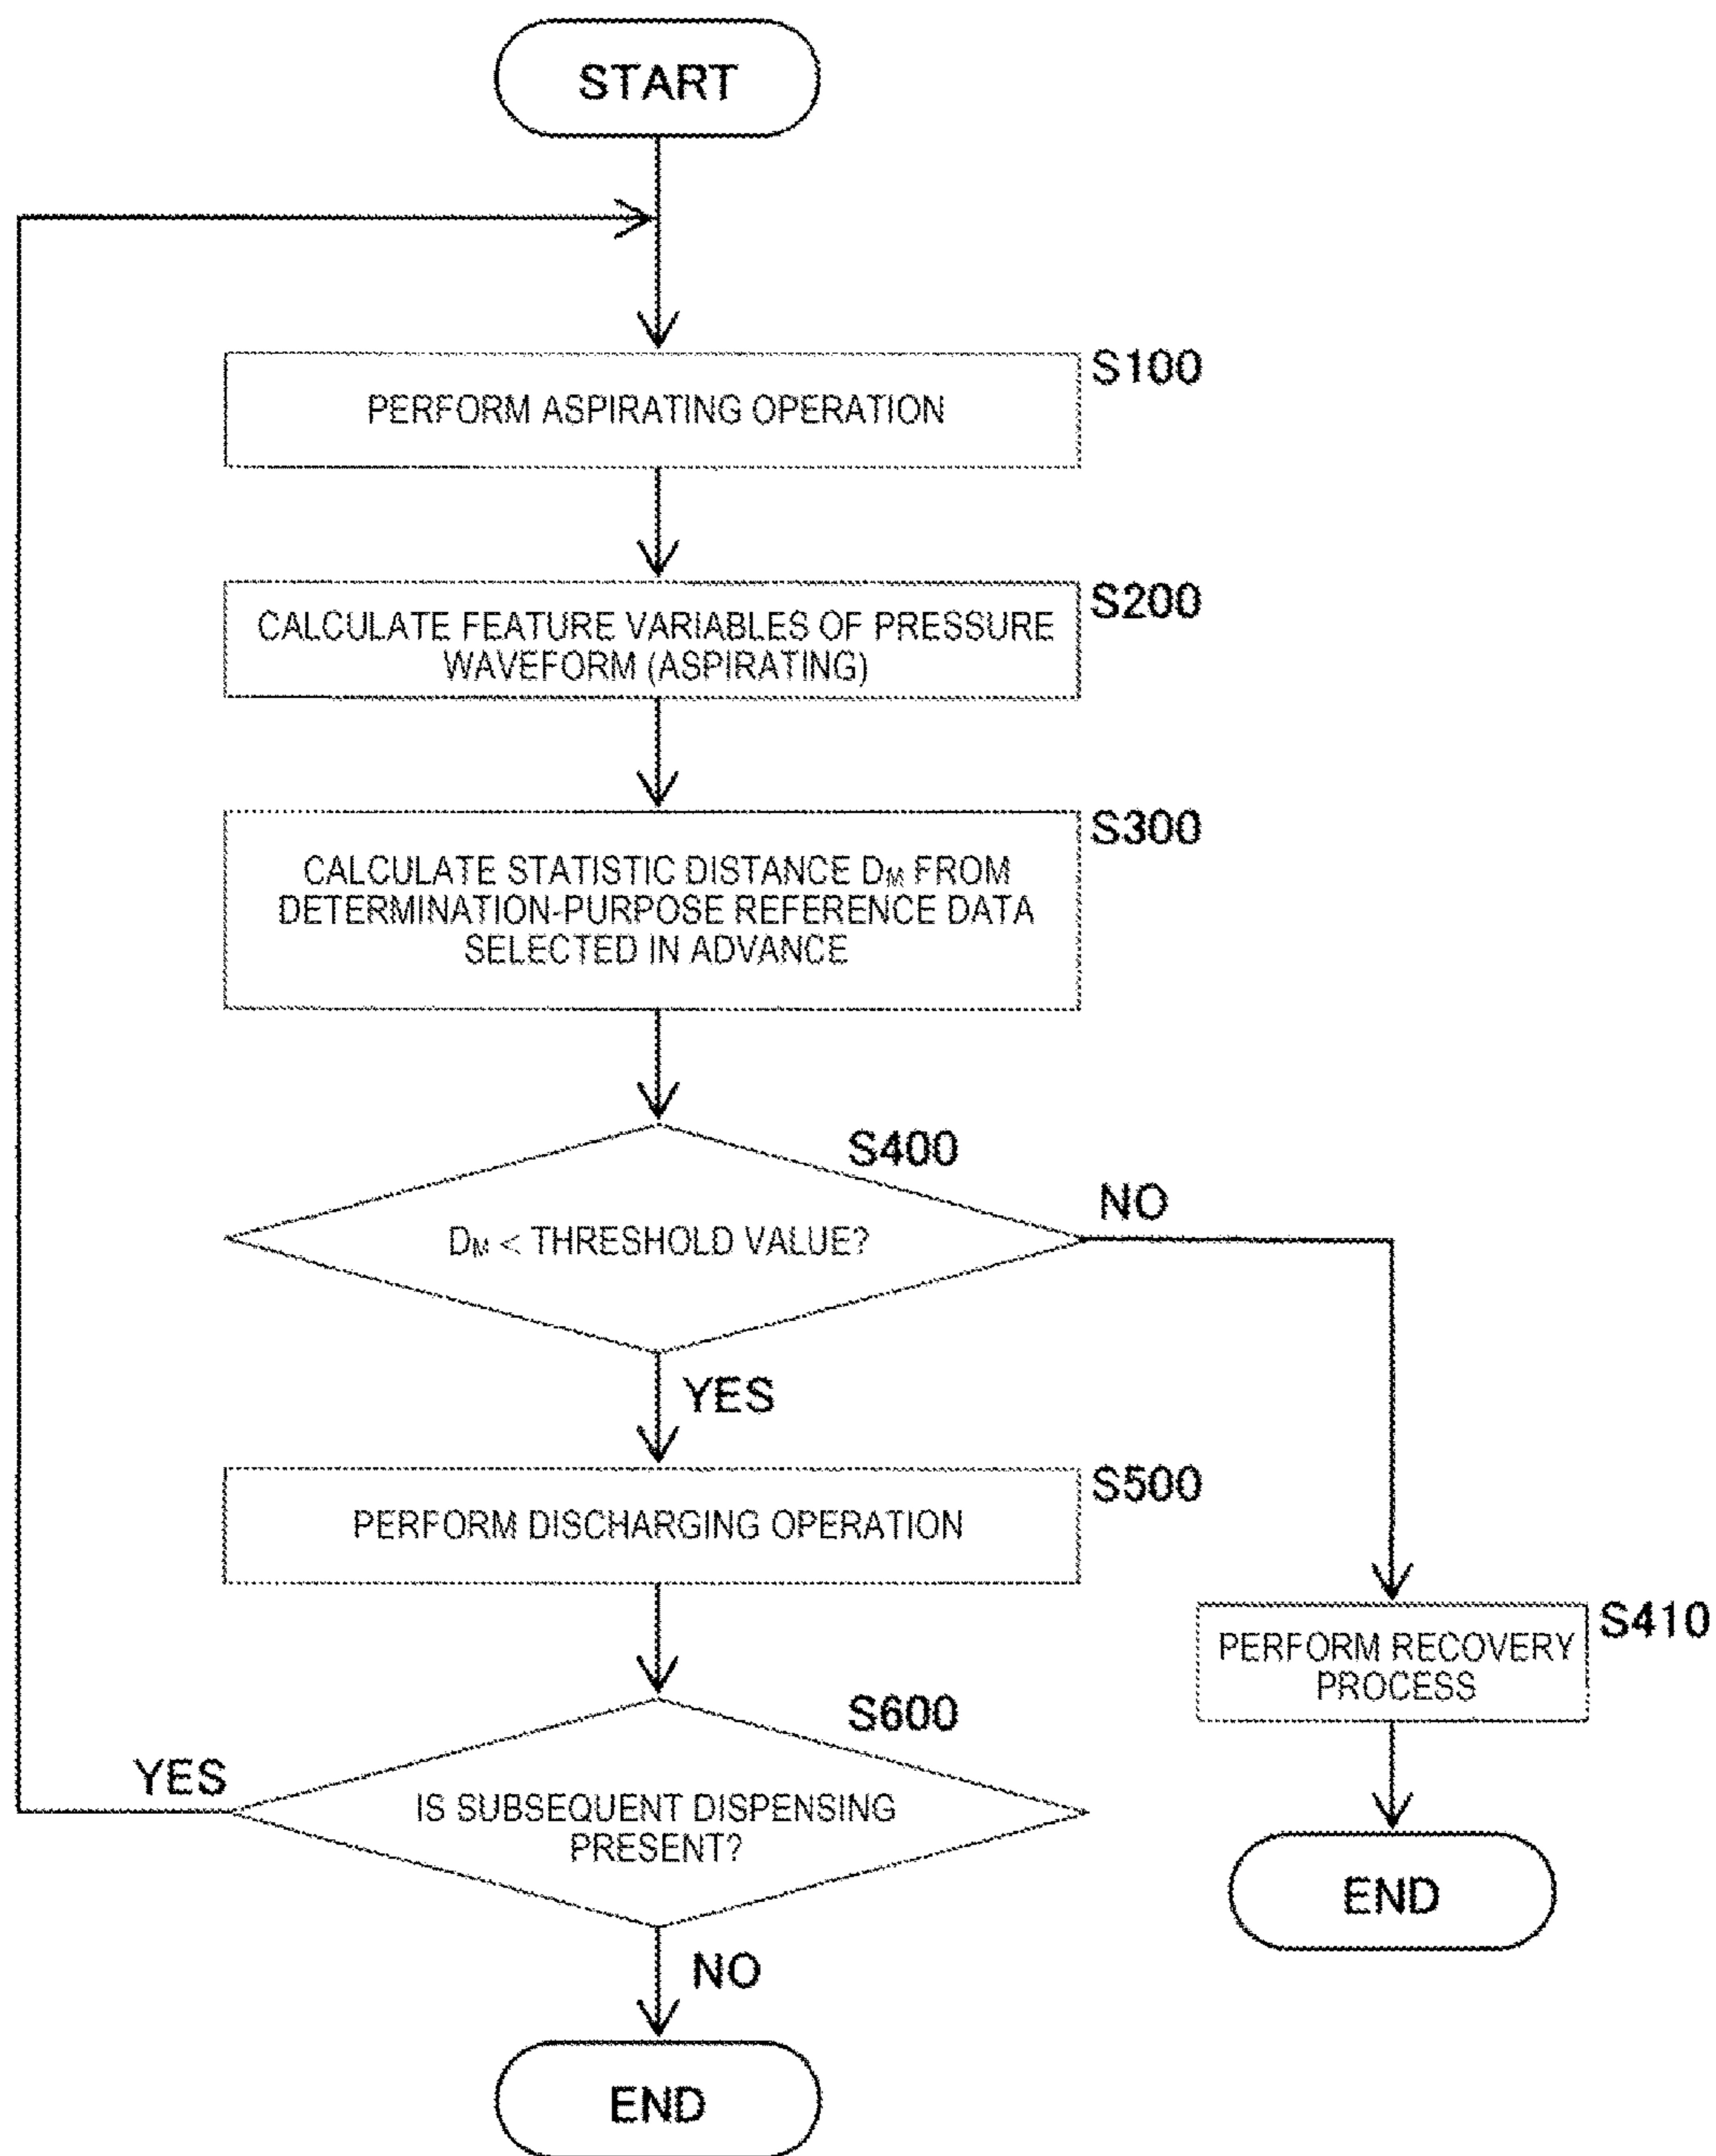 START
S100
PERFORM ASPIRATING OPERATION
S200
CALCULATE FEATURE VARIABLES OF PRESSURE
WAVEFORM (ASPIRATING)
S300
CALCULATE STATISTIC DISTANCE DM FROM
DETERMINATION-PURPOSE REFERENCE DATA
SELECTED IN ADVANCE
S400
NO
DM < THRESHOLD VALUE?
YES
S500
PERFORM DISCHARGING OPERATION
S410
PERFORM RECOVERY
PROCESS
S600
YES
IS SUBSEQUENT DISPENSING
PRESENT?
END
NO
END